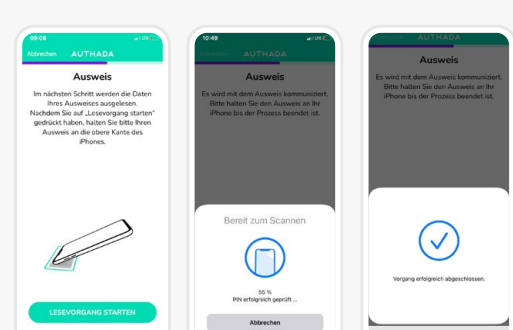 09:08
LTE
Abbrechen AUTHADA
Ausweis
Im nächsten Schritt werden die Daten
Ihres Ausweises ausgelesen.
Nachdem Sie auf „Lesevorgang starten"
gedrückt haben, halten Sie bitte Ihren
Ausweis an die obere Kante des
iPhones.
LESEVORGANG STARTEN
10:49
LTE
Abbrechen AUTHADA
Ausweis
Es wird mit dem Ausweis kommuniziert.
Bitte halten Sie den Ausweis an Ihr
iPhone bis der Prozess beendet ist.
Bereit zum Scannen
55 %
PIN erfolgreich geprüft ...
Abbrechen
AUTHADA
Ausweis
Es wird mit dem Ausweis kommuniziert.
Bitte halten Sie den Ausweis an Ihr
iPhone bis der Prozess beendet ist.
Vorgang erfolgreich abgeschlossen.